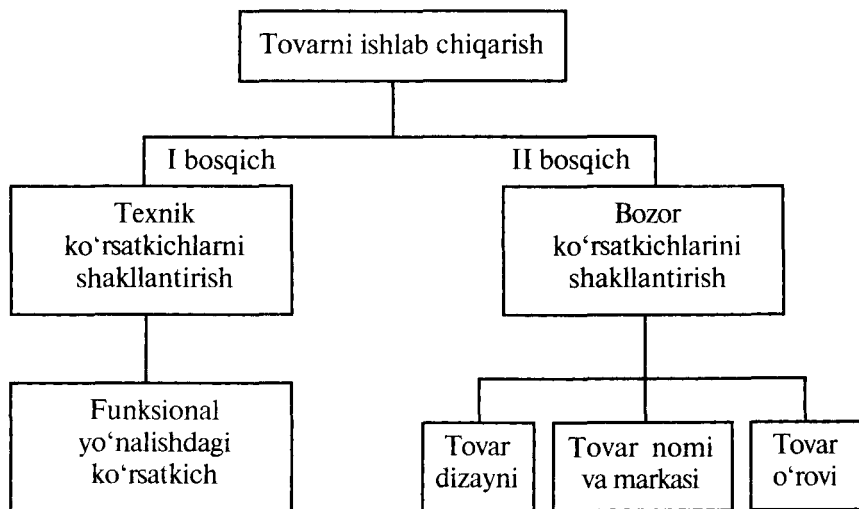 Tovarni ishlab chiqarish
I bosqich
II bosqich
Texnik
ko‘rsatkichlarni
shakllantirish
Bozor
ko‘rsatkichlarini
shakllantirish
Funksional
yo‘nalishdagi
ko‘rsatkich
Tovar
dizayni
Tovar nomi
va markasi
Tovar
o‘rovi